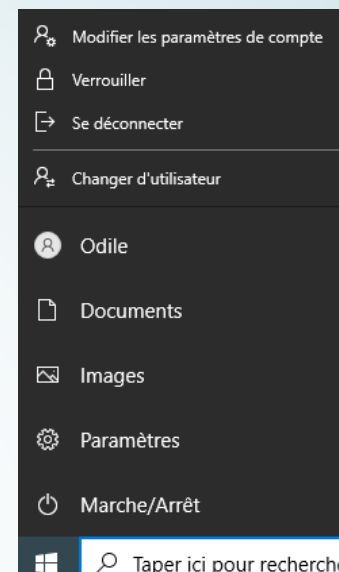 Modifier les paramètres de compte
Verrouiller
Se déconnecter
Changer d'utilisateur
Odile
Documents
Images
Paramètres
Marche/Arrêt
Taper ici pour recherche